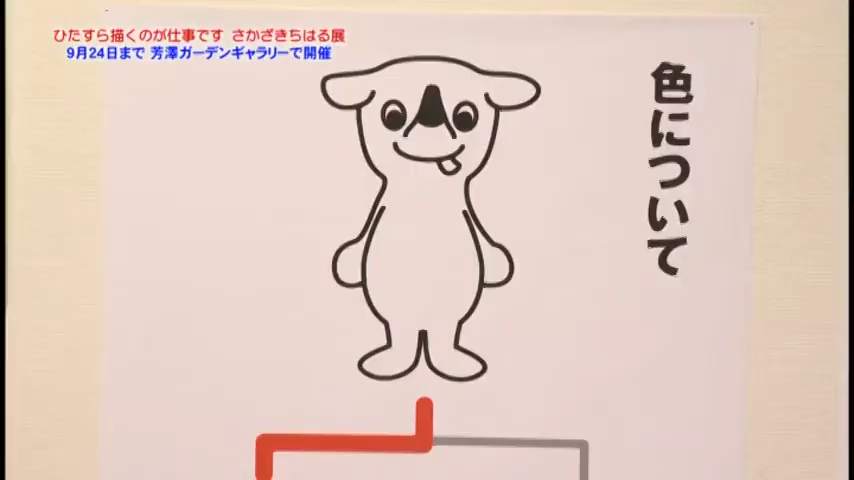 ひたすら描くのが仕事です さかざきちはる展
9月24日まで 芳澤ガーデンギャラリーで開催
色について